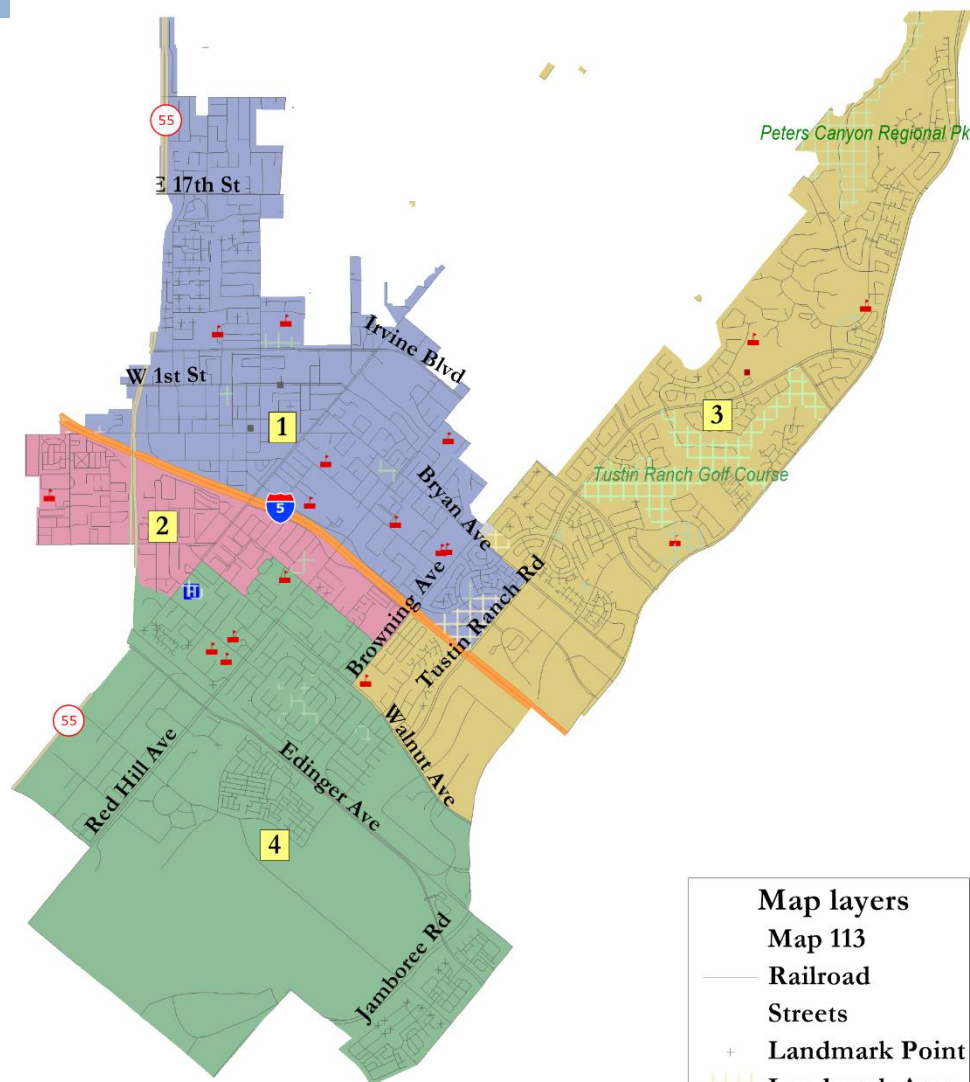 55
Peters Canyon Regional Pk
E 17th St
Irvine Blvd
W 1st St
1
3
Bryan Ave
Tustin Ranch Golf Course
5
2
H
Browning Ave
Tustin Ranch Rd
55
Walnut Ave
Red Hill Ave
Edinger Ave
4
Jamboree Rd
Map layers
Map 113
Railroad
Streets
Landmark Point